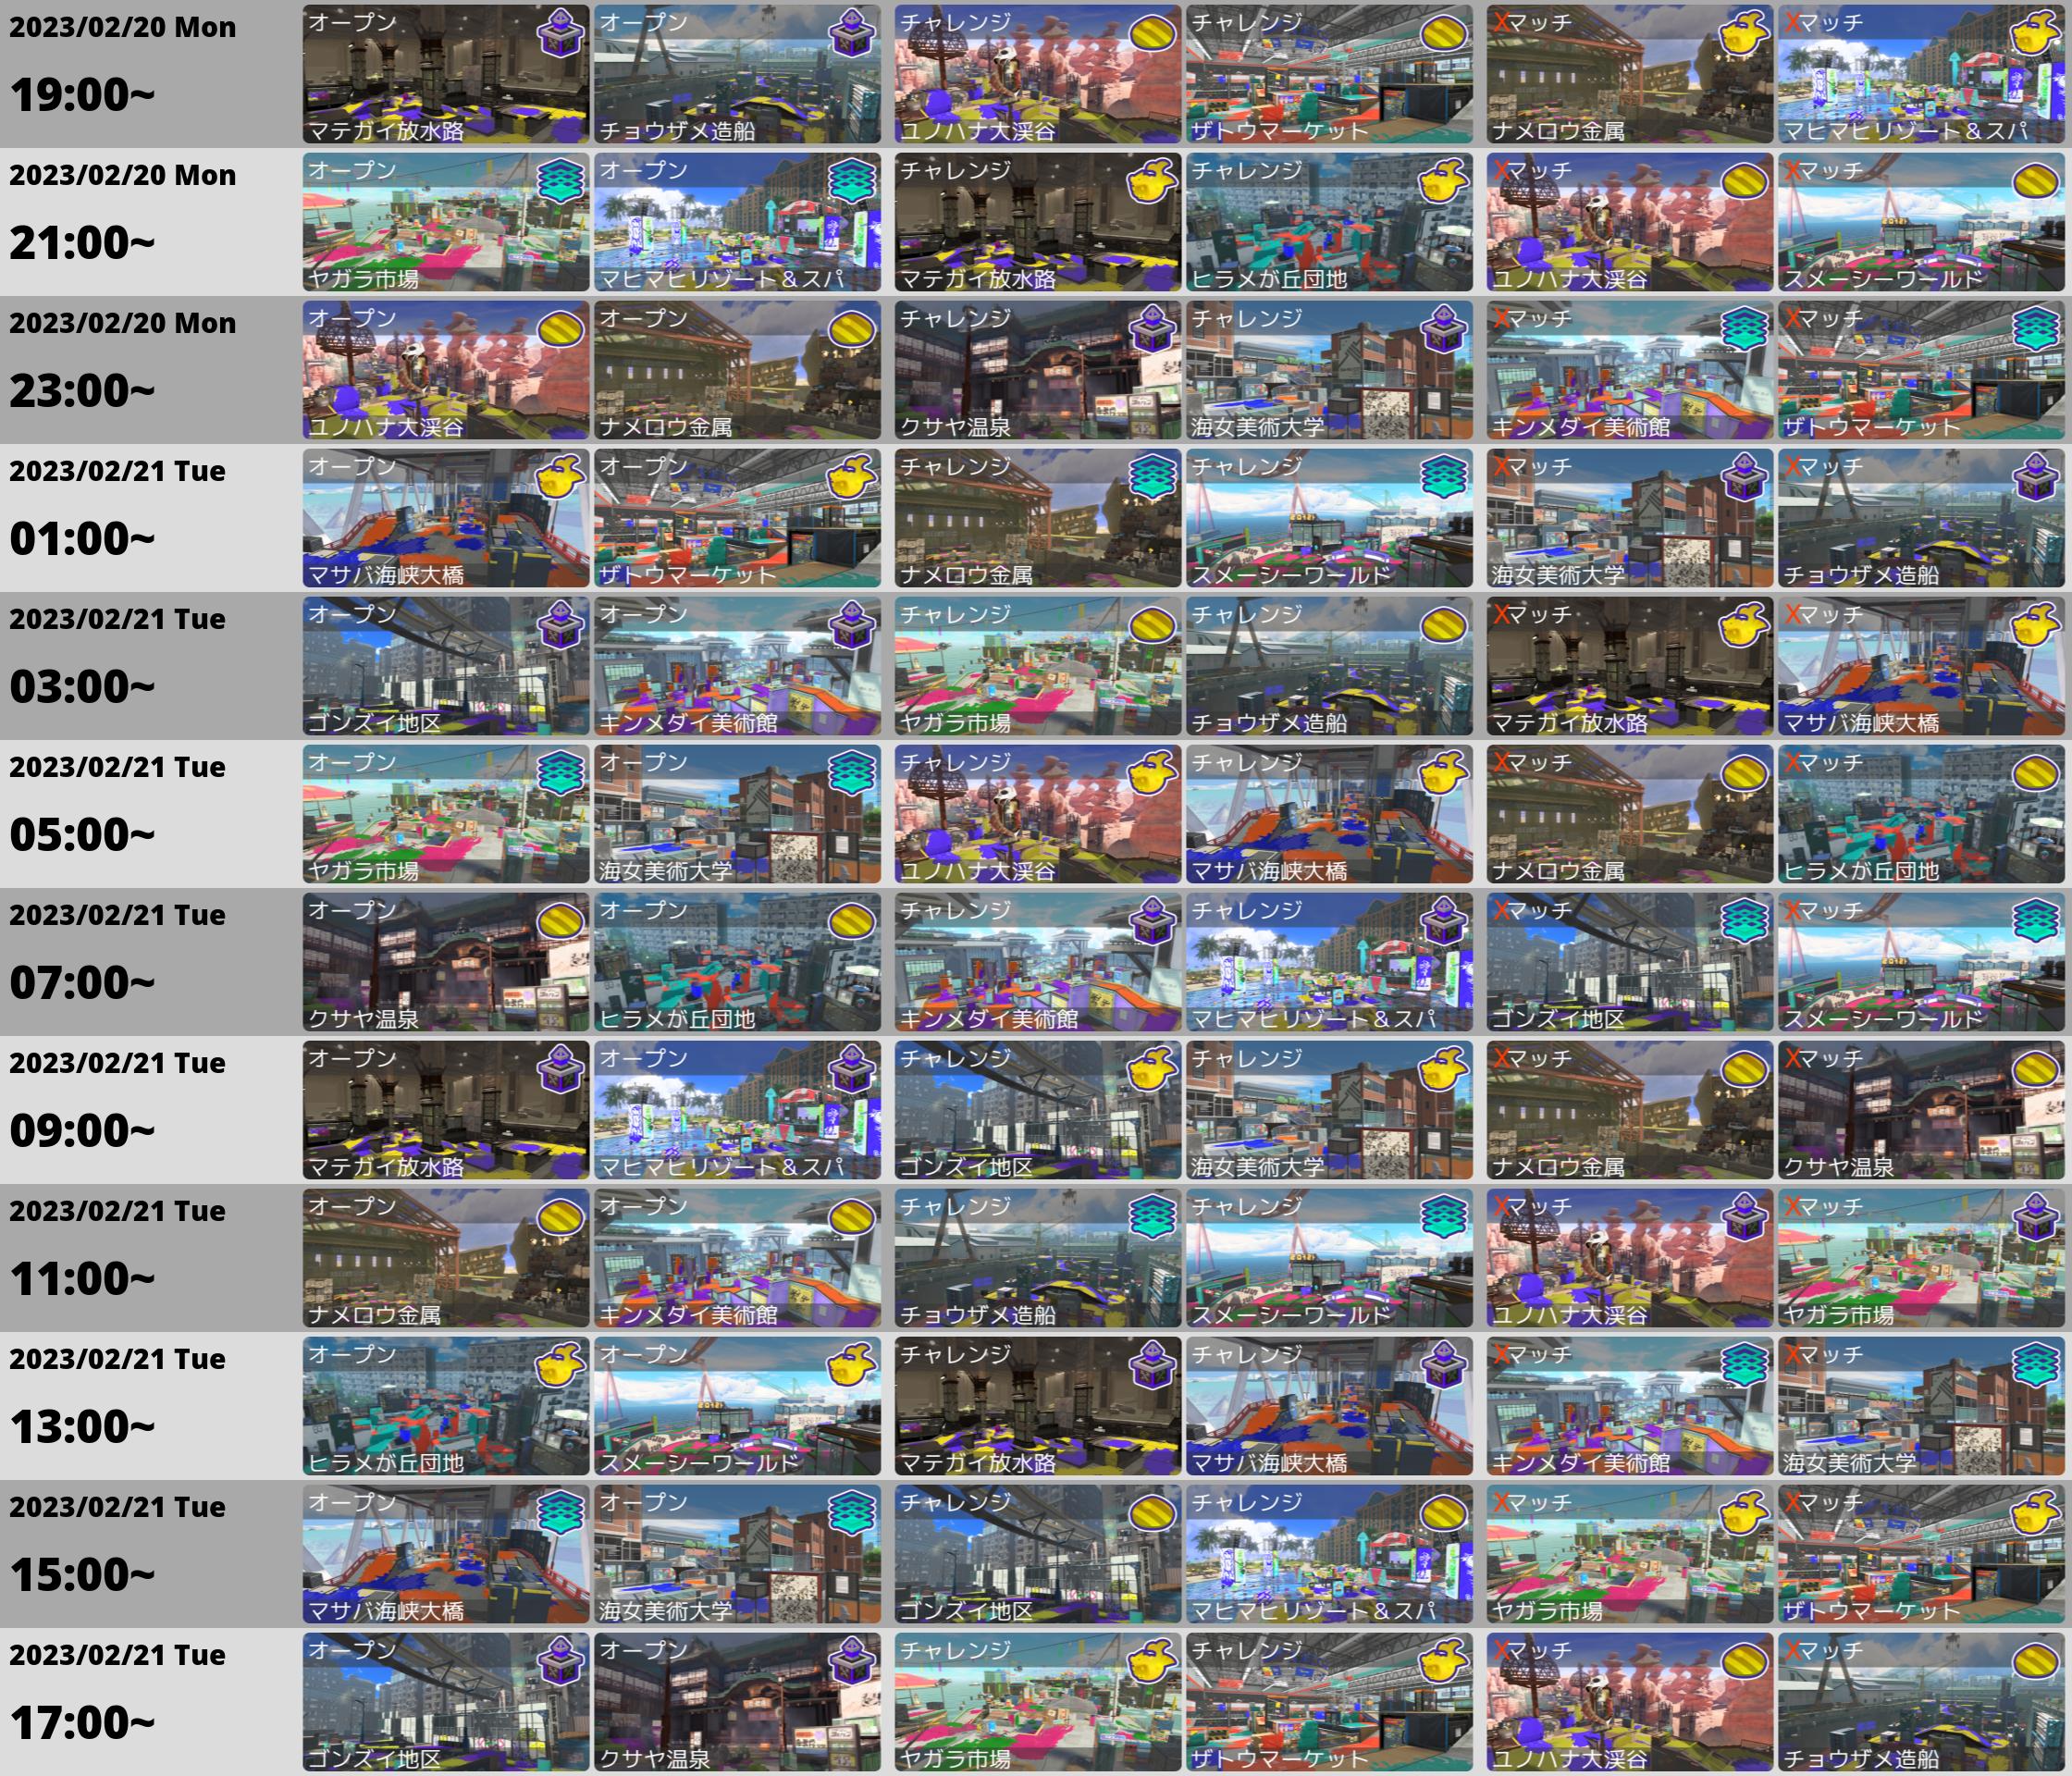 2023/02/20 Mon
19:00~
オープン オープン チャレンジ チャレンジ Xマッチ Xマッチ
マテガイ放水路 チョウザメ造船 ユノハナ大渓谷 ザトウマーケット ナメロウ金属 マヒマヒリゾート＆スパ
2023/02/20 Mon
21:00~
オープン オープン チャレンジ チャレンジ Xマッチ Xマッチ
ヤガラ市場 マヒマヒリゾート＆スパ マテガイ放水路 ヒラメが丘団地 ユノハナ大渓谷 スメーシーワールド
2023/02/20 Mon
23:00~
オープン オープン チャレンジ チャレンジ Xマッチ Xマッチ
ユノハナ大渓谷 ナメロウ金属 クサヤ温泉 海女美術大学 キンメダイ美術館 ザトウマーケット
2023/02/21 Tue
01:00~
オープン オープン チャレンジ チャレンジ Xマッチ Xマッチ
マサバ海峡大橋 ザトウマーケット ナメロウ金属 スメーシーワールド 海女美術大学 チョウザメ造船
2023/02/21 Tue
03:00~
オープン オープン チャレンジ チャレンジ Xマッチ Xマッチ
ゴンズイ地区 キンメダイ美術館 ヤガラ市場 チョウザメ造船 マテガイ放水路 マサバ海峡大橋
2023/02/21 Tue
05:00~
オープン オープン チャレンジ チャレンジ Xマッチ Xマッチ
ヤガラ市場 海女美術大学 ユノハナ大渓谷 マサバ海峡大橋 ナメロウ金属 ヒラメが丘団地
2023/02/21 Tue
07:00~
オープン オープン チャレンジ チャレンジ Xマッチ Xマッチ
クサヤ温泉 ヒラメが丘団地 キンメダイ美術館 マヒマヒリゾート＆スパ ゴンズイ地区 スメーシーワールド
2023/02/21 Tue
09:00~
オープン オープン チャレンジ チャレンジ Xマッチ Xマッチ
マテガイ放水路 マヒマヒリゾート＆スパ ゴンズイ地区 海女美術大学 ナメロウ金属 クサヤ温泉
2023/02/21 Tue
11:00~
オープン オープン チャレンジ チャレンジ Xマッチ Xマッチ
ナメロウ金属 キンメダイ美術館 チョウザメ造船 スメーシーワールド ユノハナ大渓谷 ヤガラ市場
2023/02/21 Tue
13:00~
オープン オープン チャレンジ チャレンジ Xマッチ Xマッチ
ヒラメが丘団地 スメーシーワールド マテガイ放水路 マサバ海峡大橋 キンメダイ美術館 海女美術大学
2023/02/21 Tue
15:00~
オープン オープン チャレンジ チャレンジ Xマッチ Xマッチ
マサバ海峡大橋 海女美術大学 ゴンズイ地区 マヒマヒリゾート＆スパ ヤガラ市場 ザトウマーケット
2023/02/21 Tue
17:00~
オープン オープン チャレンジ チャレンジ Xマッチ Xマッチ
ゴンズイ地区 クサヤ温泉 ヤガラ市場 ザトウマーケット ユノハナ大渓谷 チョウザメ造船